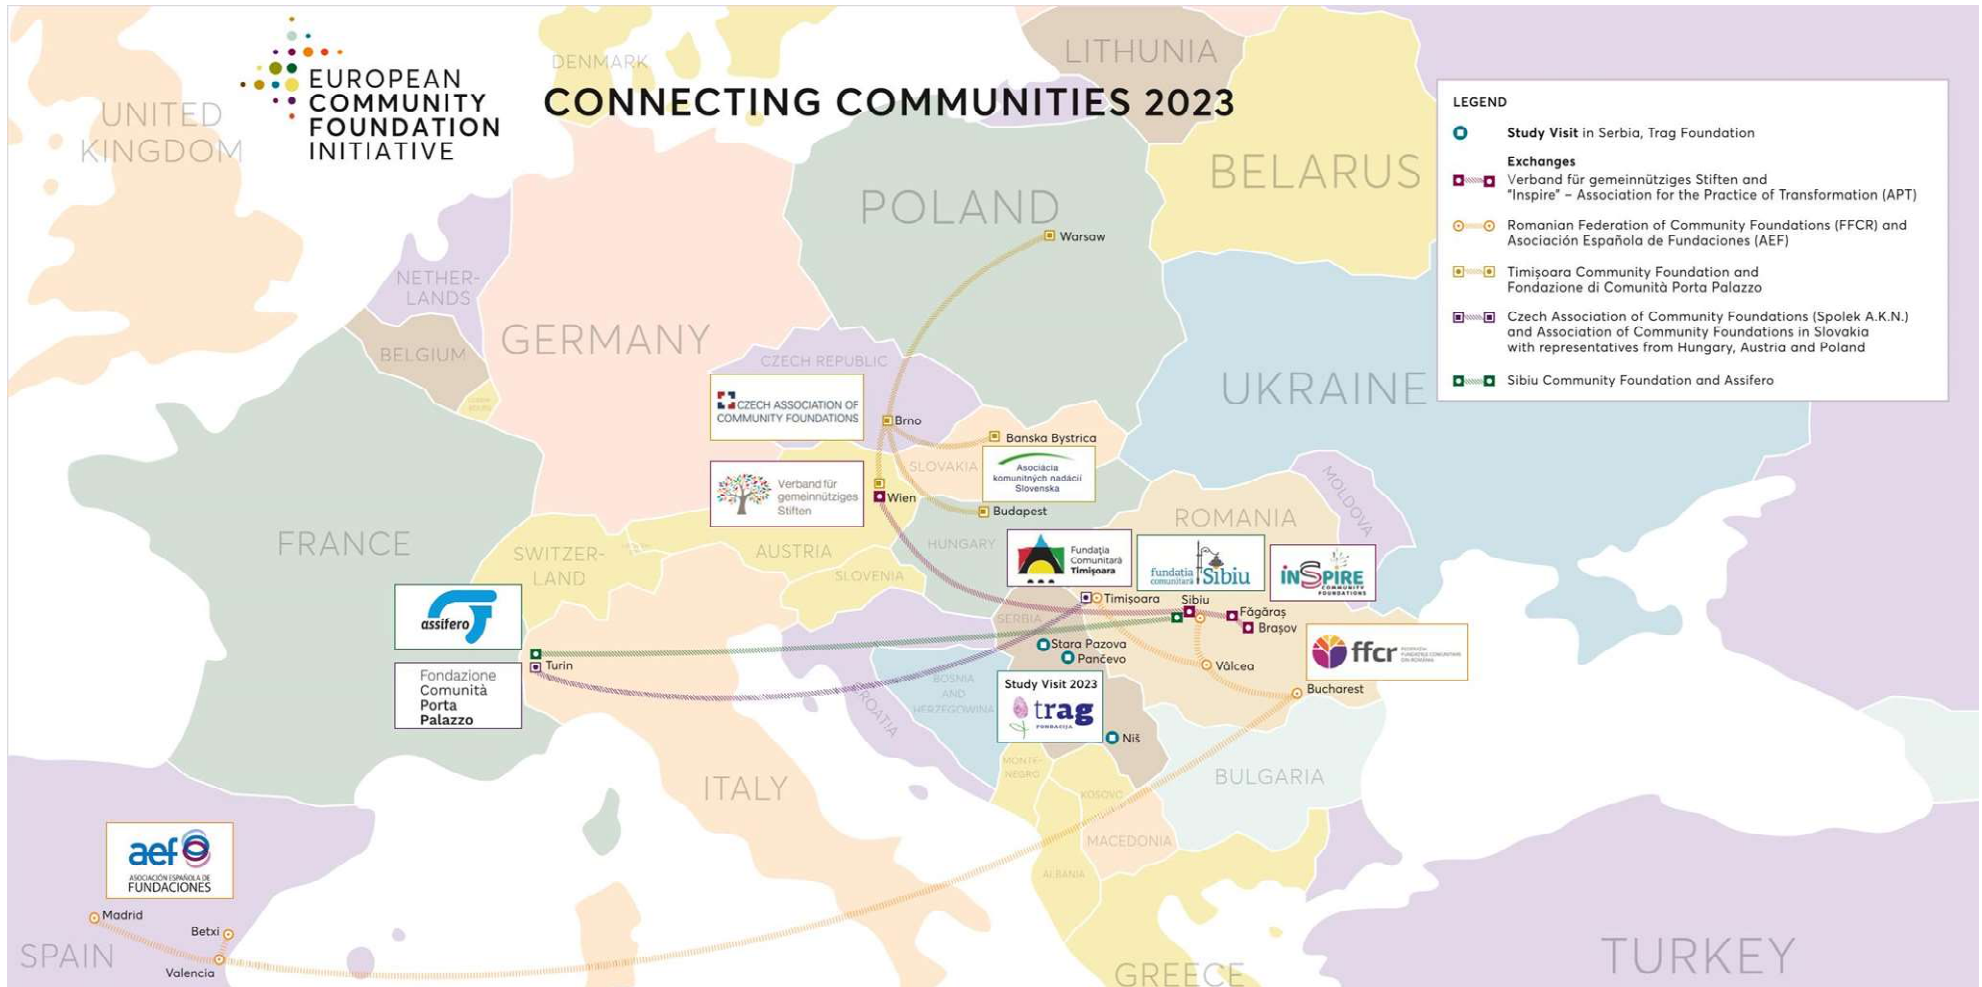 EUROPEAN
COMMUNITY
FOUNDATION
INITIATIVE
CONNECTING COMMUNITIES 2023
LEGEND
Study Visit in Serbia, Trag Foundation
Exchanges
Verband für gemeinnütziges Stiften and
"Inspire" – Association for the Practice of Transformation (APT)
Romanian Federation of Community Foundations (FFCR) and
Asociación Española de Fundaciones (AEF)
Timișoara Community Foundation and
Fondazione di Comunità Porta Palazzo
Czech Association of Community Foundations (Spolek A.K.N.)
and Association of Community Foundations in Slovakia
with representatives from Hungary, Austria and Poland
Sibiu Community Foundation and Assifero
UNITED
KINGDOM
DENMARK
LITHUNIA
BELARUS
POLAND
Warsaw
NETHER-
LANDS
BELGIUM
GERMANY
CZECH REPUBLIC
UKRAINE
CZECH ASSOCIATION OF
COMMUNITY FOUNDATIONS
Brno
Banska Bystrica
SLOVAKIA
Asociácia
komunitných nadácií
Slovenska
Verband für
gemeinnütziges
Stiften
Wien
Budapest
MOLDOVA
ROMANIA
FRANCE
SWITZER-
LAND
AUSTRIA
HUNGARY
SLOVENIA
Fundația
Comunitară
Timișoara
fundația
comunitară Sibiu
inSPIRE
COMMUNITY
FOUNDATIONS
assifero
Timișoara
Sibiu
Făgăraș
Brașov
SERBIA
Stara Pazova
Pančevo
Turin
Fondazione
Comunità
Porta
Palazzo
Vâlcea
Bucharest
ffcr
BOSNIA
AND
HERZEGOWINA
CROATIA
Study Visit 2023
trag
FUNDACIJA
Niš
MONTE-
NEGRO
KOSOVO
BULGARIA
ITALY
MACEDONIA
ALBANIA
aef
ASOCIACIÓN ESPAÑOLA DE
FUNDACIONES
Madrid
Betxi
Valencia
SPAIN
GREECE
TURKEY